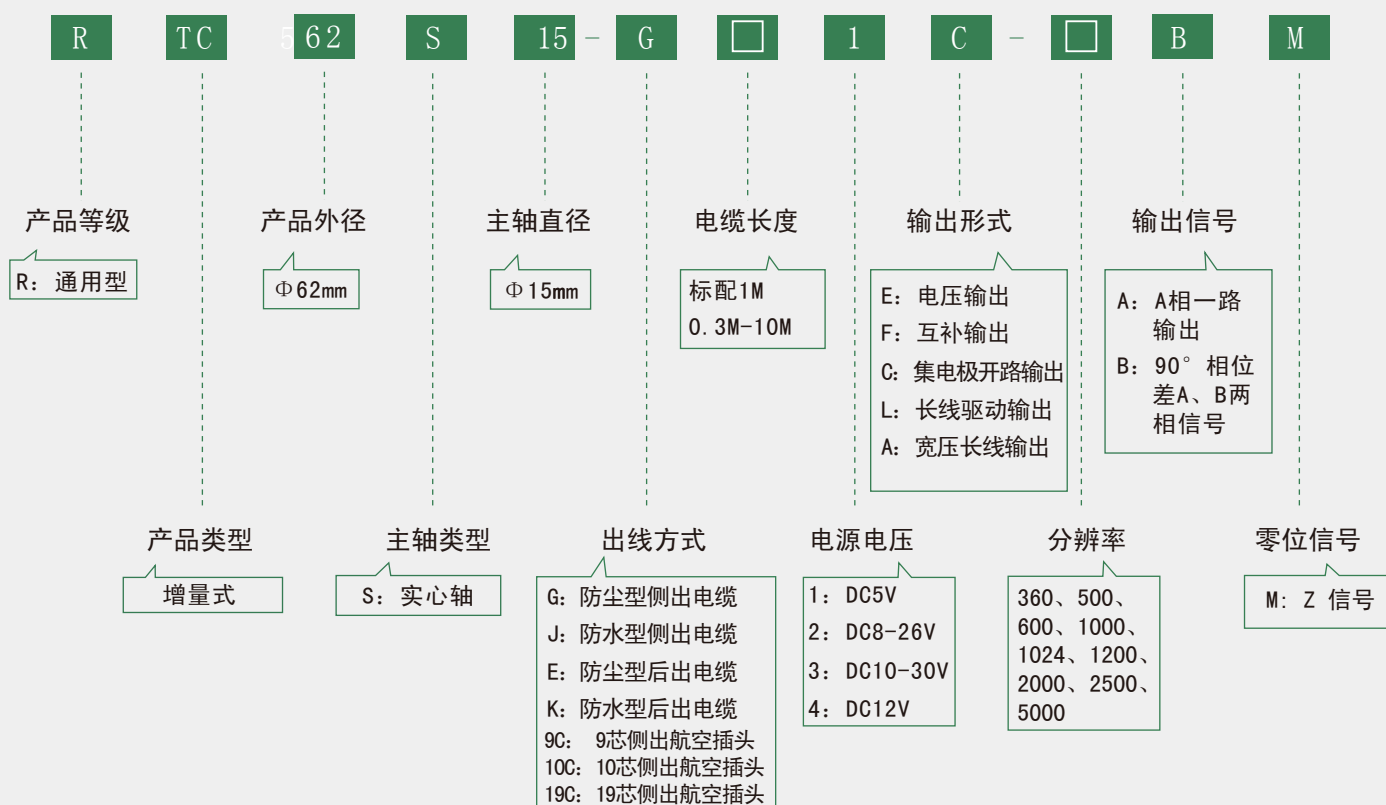 R TC 562 S 15 - G □ 1 C - □ B M
产品等级
R: 通用型
产品外径
Φ62mm
主轴直径
Φ15mm
电缆长度
标配1M
0.3M-10M
输出形式
E: 电压输出
F: 互补输出
C: 集电极开路输出
L: 长线驱动输出
A: 宽压长线输出
输出信号
A: A相一路
输出
B: 90°相位
差A、B两
相信号
产品类型
增量式
主轴类型
S: 实心轴
出线方式
G: 防尘型侧出电缆
J: 防水型侧出电缆
E: 防尘型后出电缆
K: 防水型后出电缆
9C: 9芯侧出航空插头
10C: 10芯侧出航空插头
19C: 19芯侧出航空插头
电源电压
1: DC5V
2: DC8-26V
3: DC10-30V
4: DC12V
分辨率
360、500、
600、1000、
1024、1200、
2000、2500、
5000
零位信号
M: Z 信号